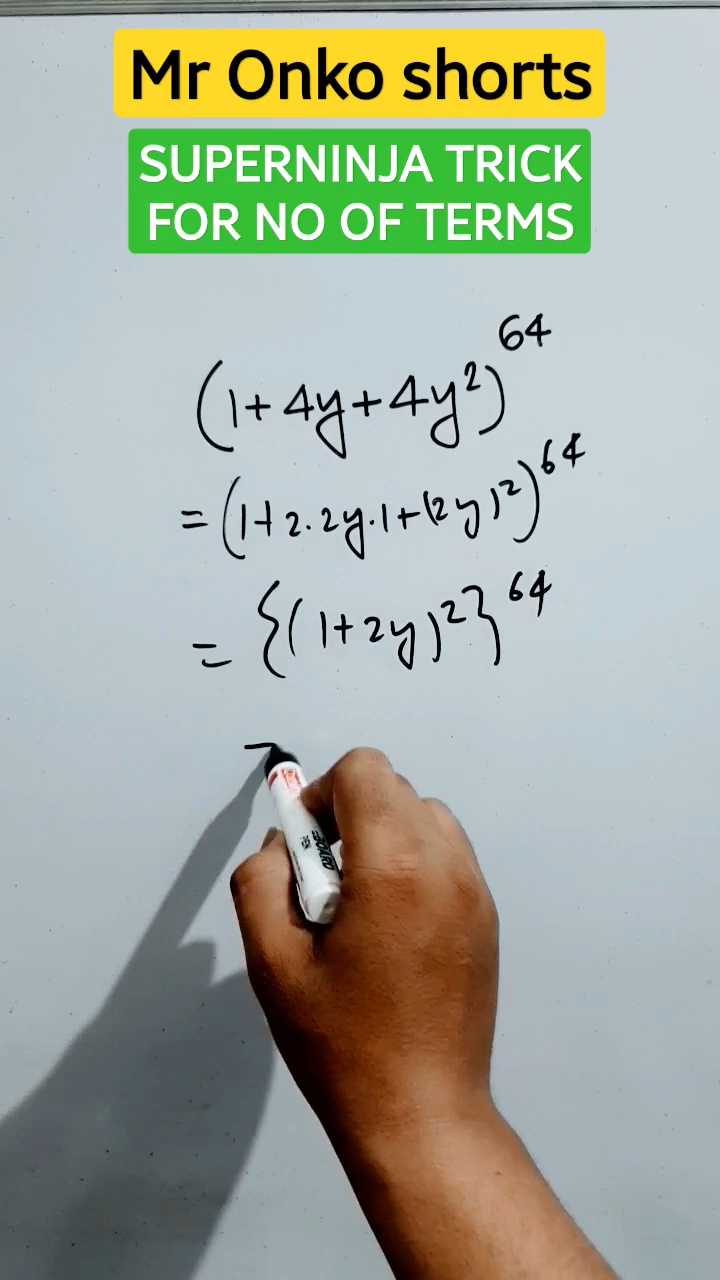 Mr Onko shorts
SUPERNINJA TRICK
FOR NO OF TERMS
(1+4y+4y²)⁶⁴
=(1+2.2y.1+(2y)²)⁶⁴
={(1+2y)²}⁶⁴
BOARD